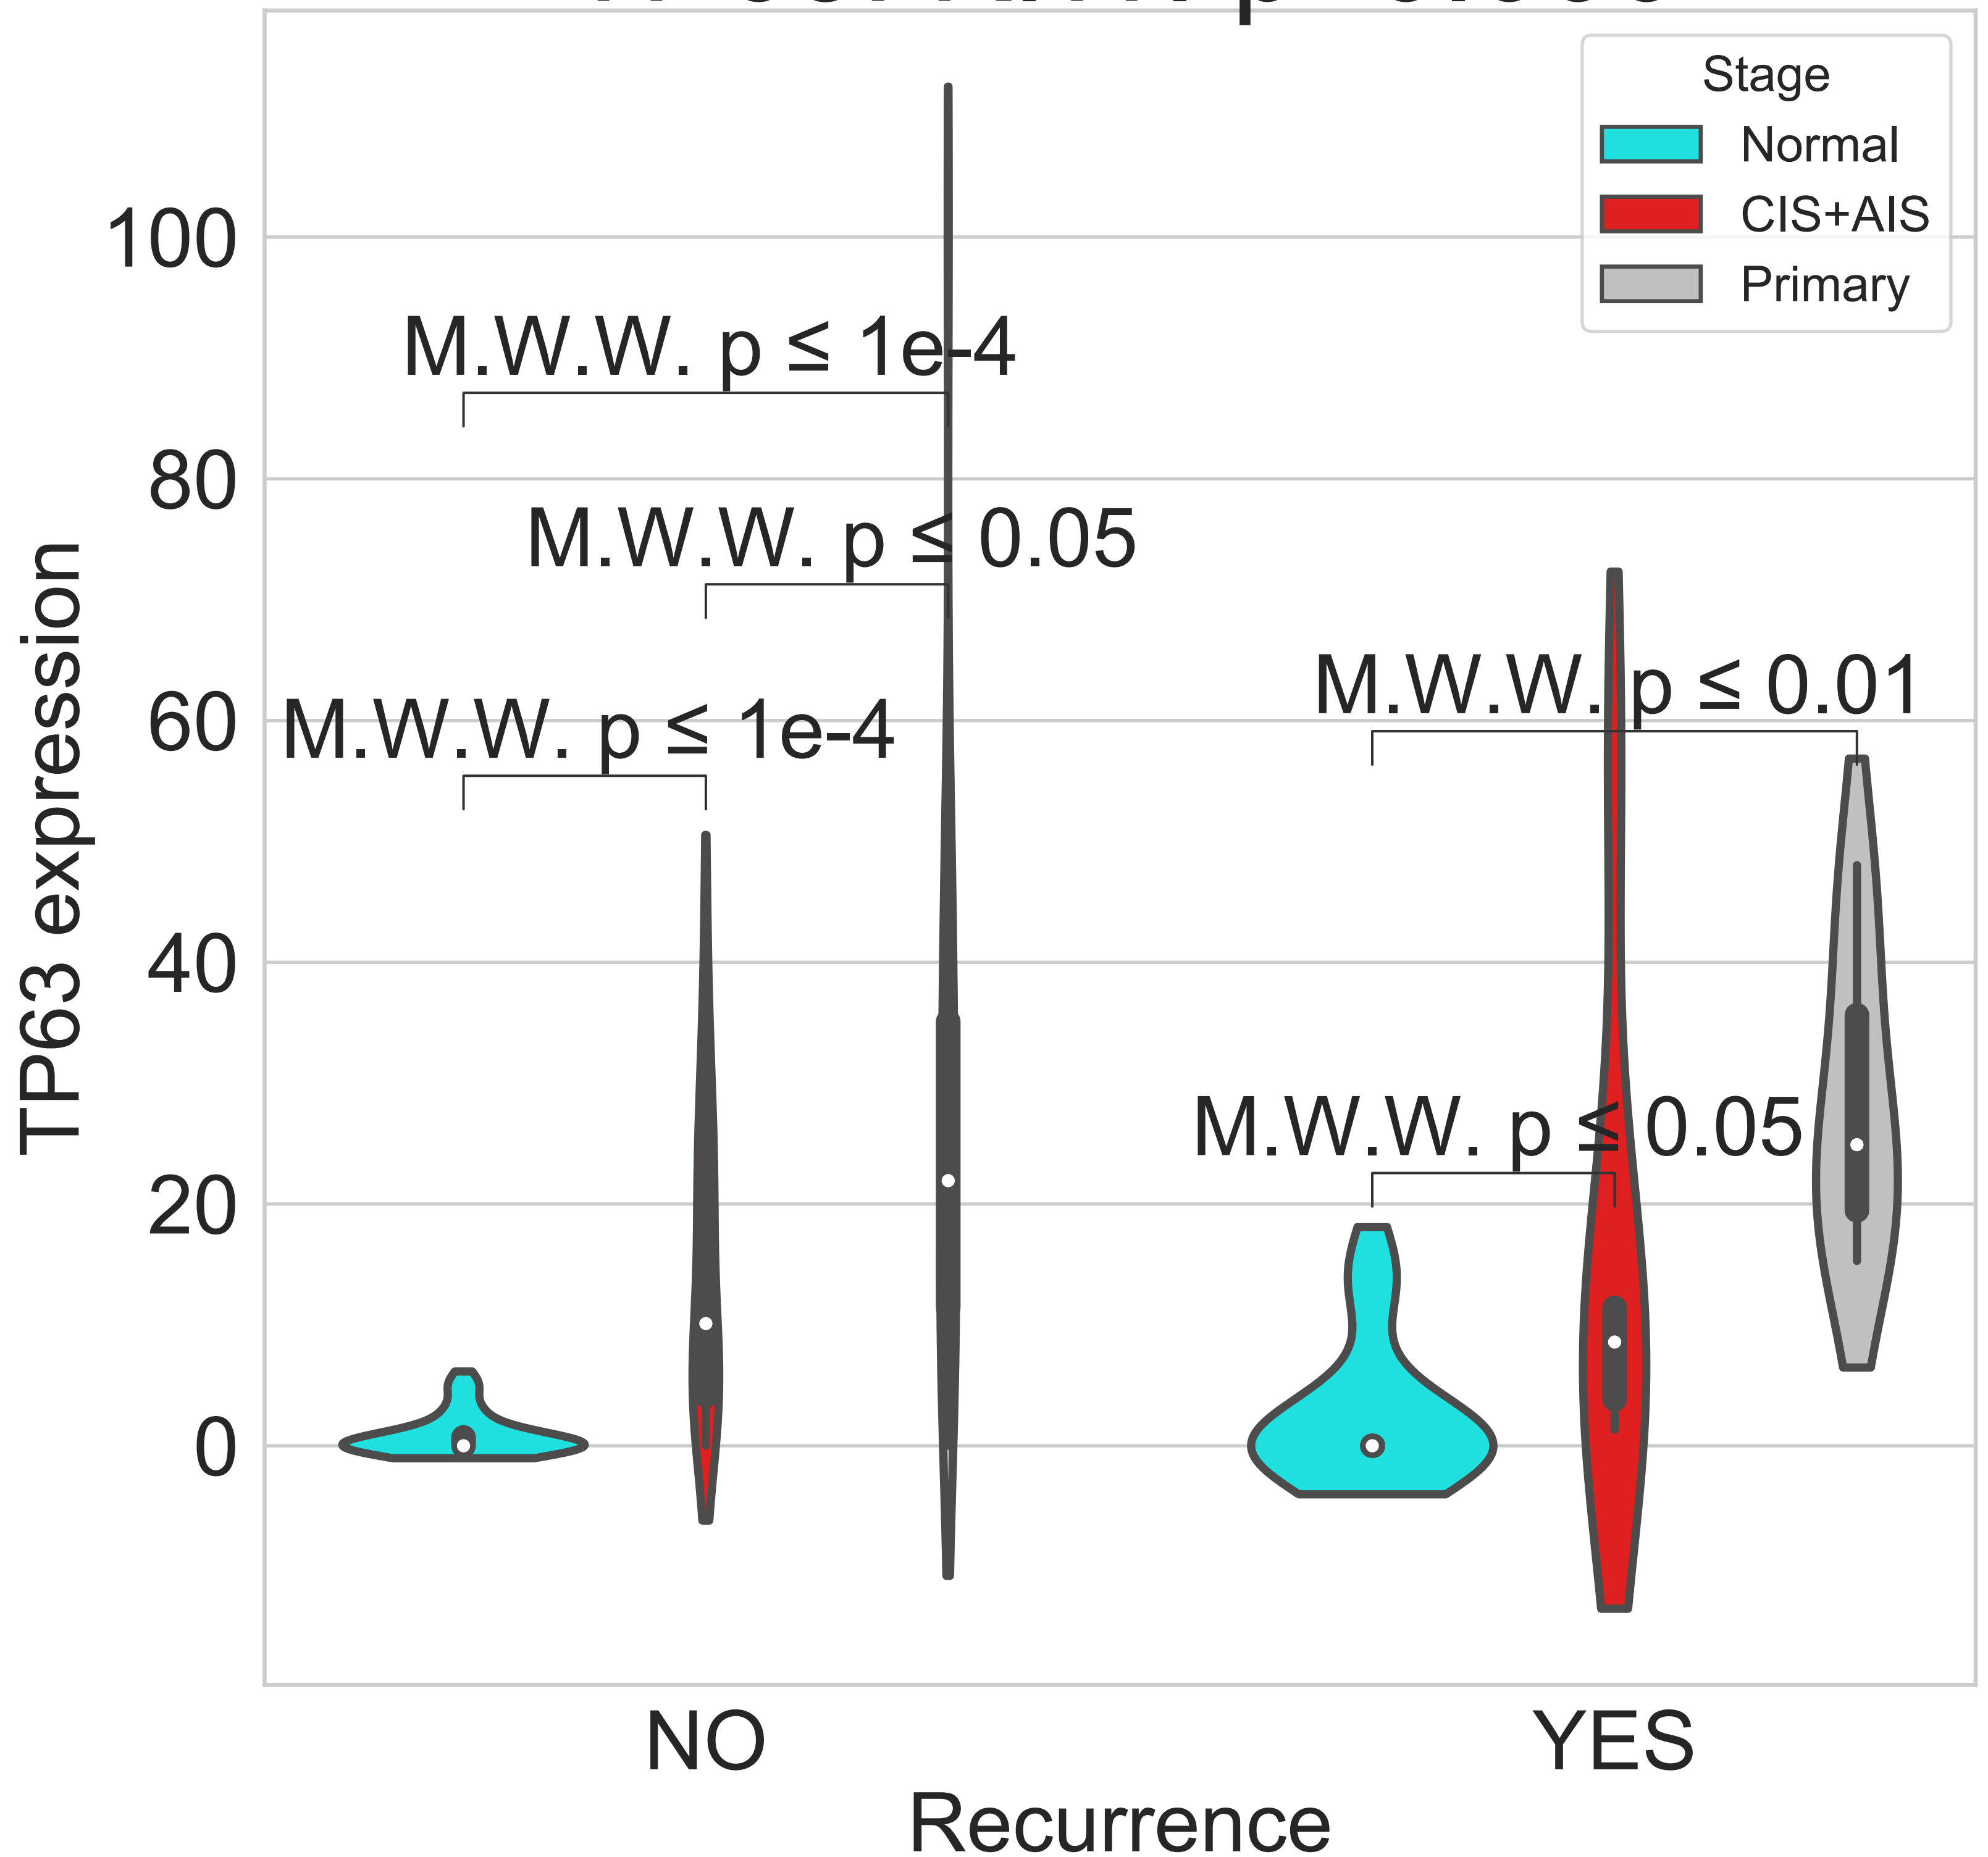 Stage
Normal
CIS+AIS
Primary
100
80
60
40
20
0
TP63 expression
M.W.W. p ≤ 1e-4
M.W.W. p ≤ 0.05
M.W.W. p ≤ 1e-4
M.W.W. p ≤ 0.01
M.W.W. p ≤ 0.05
NO
YES
Recurrence